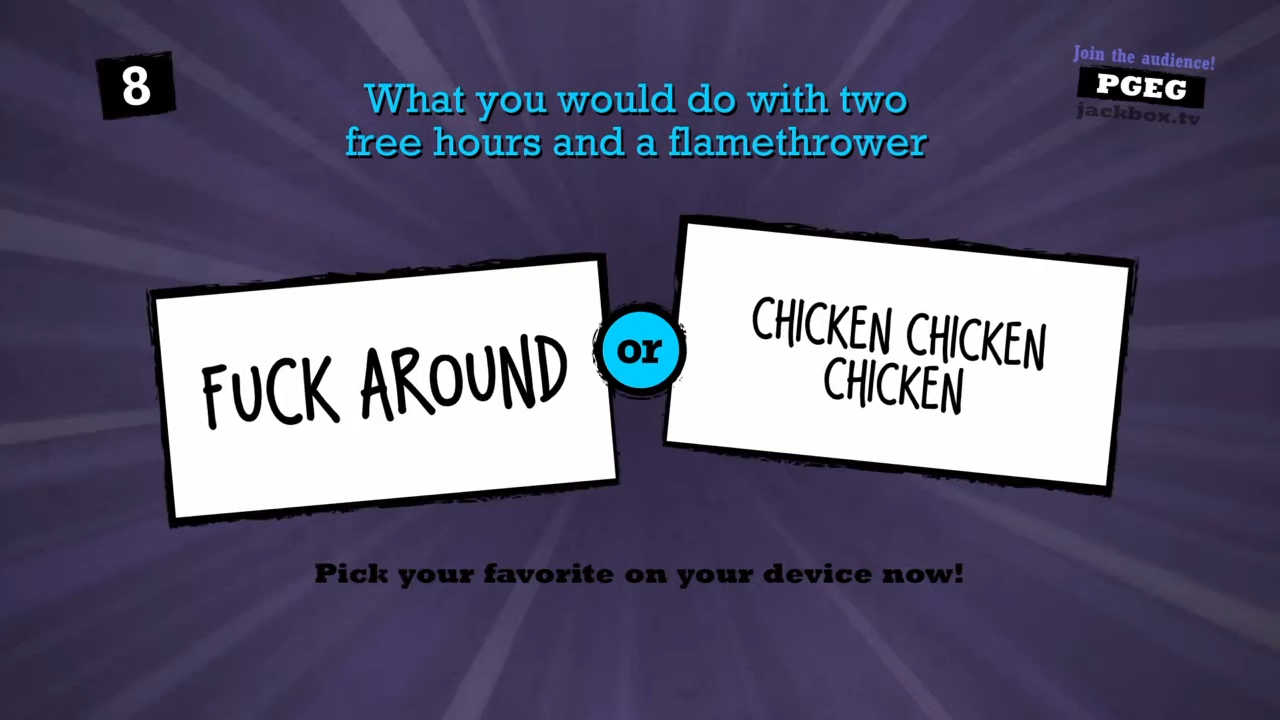 8
Join the audience!
PGEG
jackbox.tv
What you would do with two
free hours and a flamethrower
FUCK AROUND
or
CHICKEN CHICKEN
CHICKEN
Pick your favorite on your device now!